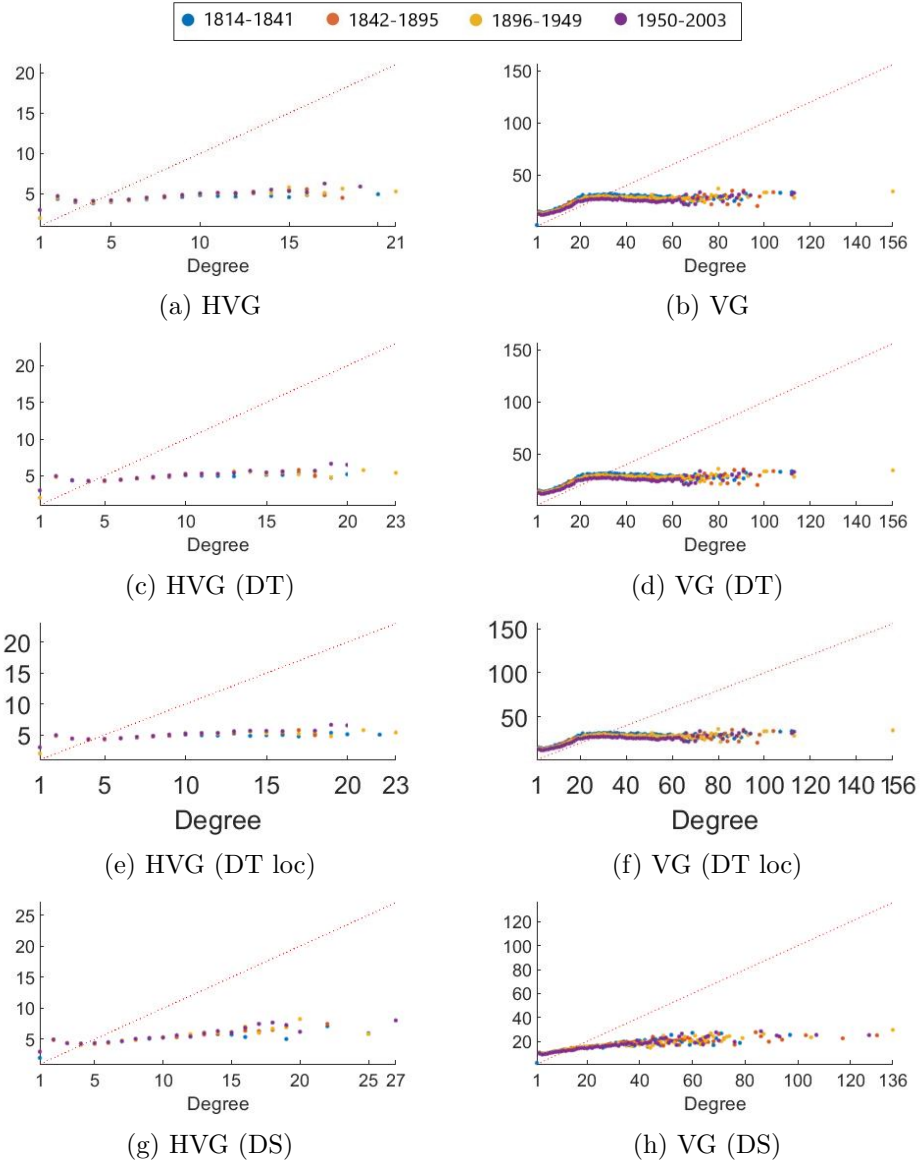 1814-1841 1842-1895 1896-1949 1950-2003
20
15
10
5
1 5 10 15 21
Degree
(a) HVG
150
100
50
1 20 40 60 80 100 120 140 156
Degree
(b) VG
20
15
10
5
1 5 10 15 20 23
Degree
(c) HVG (DT)
150
100
50
1 20 40 60 80 100 120 140 156
Degree
(d) VG (DT)
20
15
10
5
1 5 10 15 20 23
Degree
(e) HVG (DT loc)
150
100
50
1 20 40 60 80 100 120 140 156
Degree
(f) VG (DT loc)
25
20
15
10
5
1 5 10 15 20 25 27
Degree
(g) HVG (DS)
120
100
80
60
40
20
1 20 40 60 80 100 120 136
Degree
(h) VG (DS)